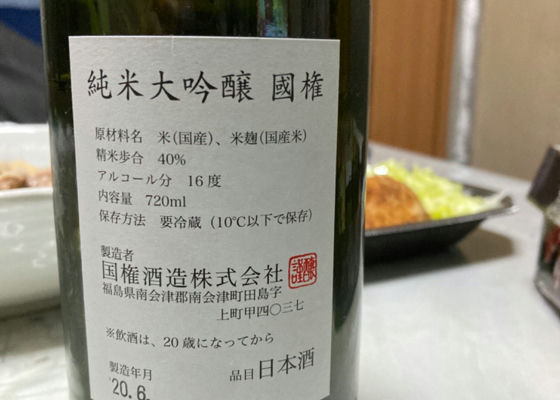 純米大吟醸 國権
原材料名 米(国産)、米麹(国産米)
精米歩合 40%
アルコール分 16度
内容量 720ml
保存方法 要冷蔵(10℃以下で保存)
製造者
国権酒造株式会社
福島県南会津郡南会津町田島字
上町甲四〇三七
※飲酒は、20歳になってから
製造年月 品目 日本酒
'20.6.